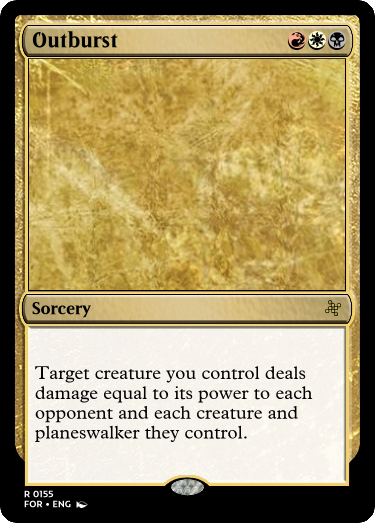 Outburst
Sorcery
Target creature you control deals
damage equal to its power to each
opponent and each creature and
planeswalker they control.
R 0155
FOR • ENG